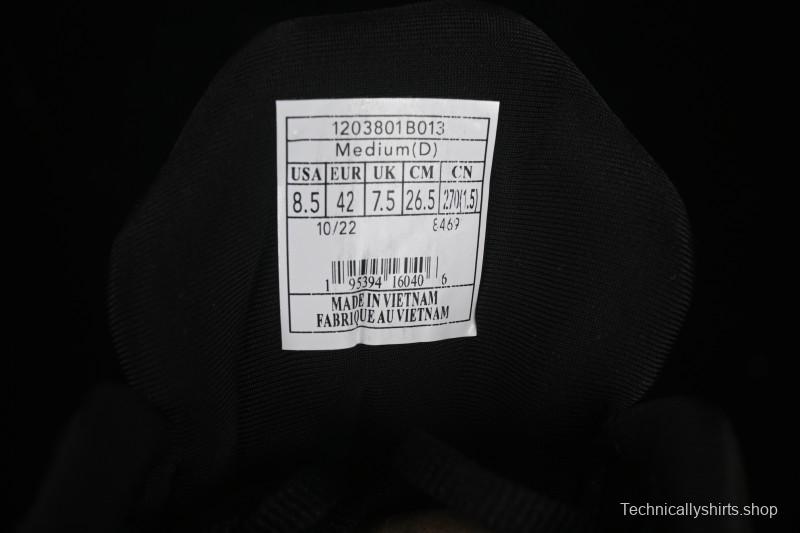 1203801B013
Medium(D)
USA EUR UK CM CN
8.5 42 7.5 26.5 270(1.5)
10/22 8469
1 95394 16040 6
MADE IN VIETNAM
FABRIQUE AU VIETNAM
Technicallyshirts.shop